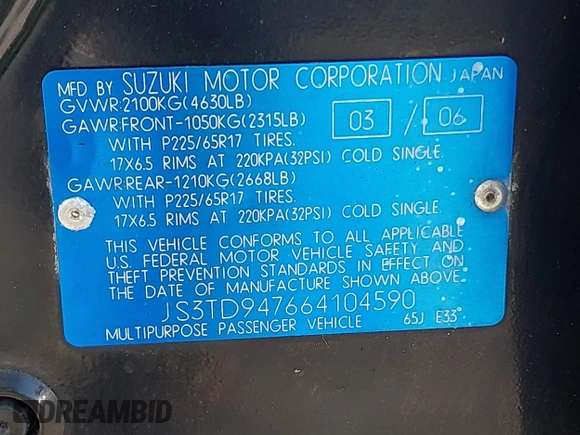 MFD BY SUZUKI MOTOR CORPORATION JAPAN
GVWR:2100KG(4630LB)
GAWR:FRONT-1050KG(2315LB)
03 / 06
WITH P225/65R17 TIRES.
17X6.5 RIMS AT 220KPA(32PSI) COLD SINGLE.
GAWR:REAR-1210KG(2668LB)
WITH P225/65R17 TIRES.
17X6.5 RIMS AT 220KPA(32PSI) COLD SINGLE.
THIS VEHICLE CONFORMS TO ALL APPLICABLE
U.S. FEDERAL MOTOR VEHICLE SAFETY AND
THEFT PREVENTION STANDARDS IN EFFECT ON
THE DATE OF MANUFACTURE SHOWN ABOVE.
JS3TD947664104590
MULTIPURPOSE PASSENGER VEHICLE 65J E33
DREAMBID